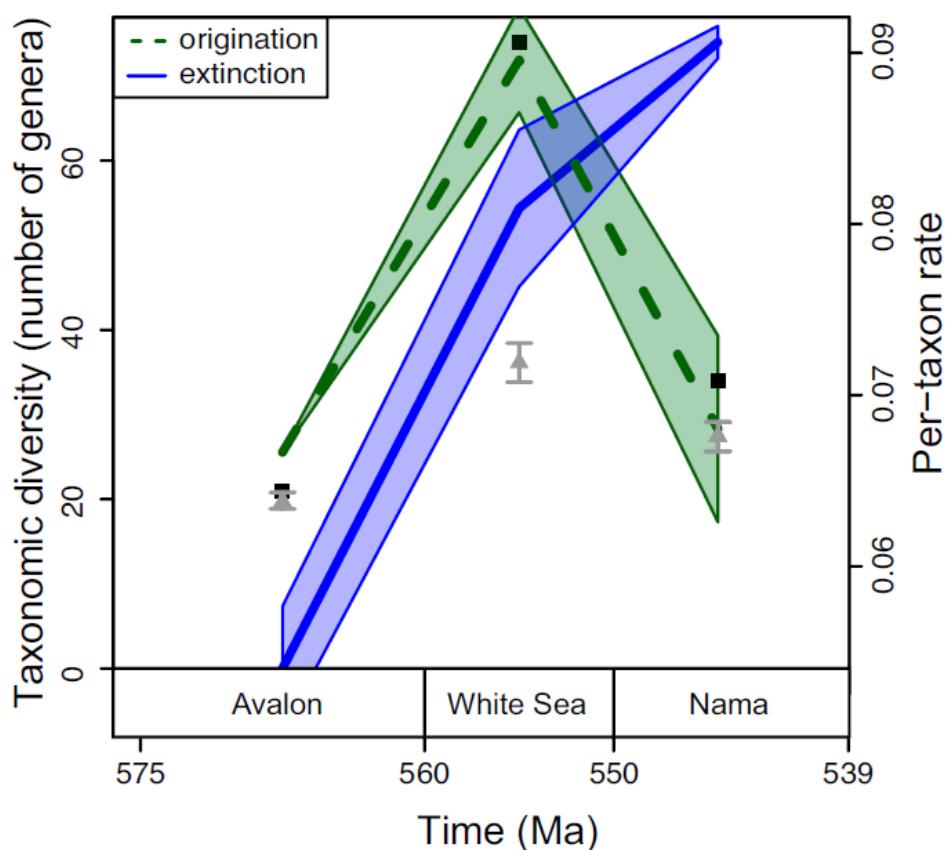 origination
extinction
Taxonomic diversity (number of genera)
60
40
20
0
0.09
0.08
0.07
0.06
Per-taxon rate
Avalon
White Sea
Nama
575
560
550
539
Time (Ma)